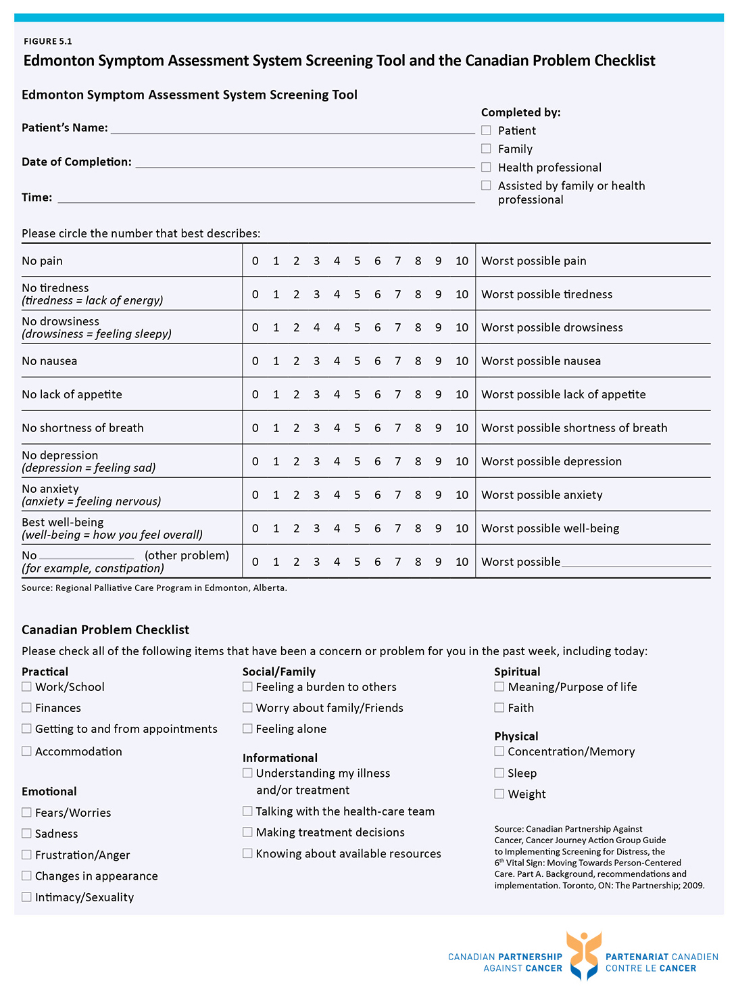 FIGURE 5.1
Edmonton Symptom Assessment System Screening Tool and the Canadian Problem Checklist
Edmonton Symptom Assessment System Screening Tool
Patient’s Name:
Date of Completion:
Time:
Completed by:
Patient
Family
Health professional
Assisted by family or health
professional
Please circle the number that best describes:
No pain 0 1 2 3 4 5 6 7 8 9 10 Worst possible pain
No tiredness
(tiredness = lack of energy) 0 1 2 3 4 5 6 7 8 9 10 Worst possible tiredness
No drowsiness
(drowsiness = feeling sleepy) 0 1 2 4 4 5 6 7 8 9 10 Worst possible drowsiness
No nausea 0 1 2 3 4 5 6 7 8 9 10 Worst possible nausea
No lack of appetite 0 1 2 3 4 5 6 7 8 9 10 Worst possible lack of appetite
No shortness of breath 0 1 2 3 4 5 6 7 8 9 10 Worst possible shortness of breath
No depression
(depression = feeling sad) 0 1 2 3 4 5 6 7 8 9 10 Worst possible depression
No anxiety
(anxiety = feeling nervous) 0 1 2 3 4 5 6 7 8 9 10 Worst possible anxiety
Best well-being
(well-being = how you feel overall) 0 1 2 3 4 5 6 7 8 9 10 Worst possible well-being
No (other problem)
(for example, constipation) 0 1 2 3 4 5 6 7 8 9 10 Worst possible
Source: Regional Palliative Care Program in Edmonton, Alberta.
Canadian Problem Checklist
Please check all of the following items that have been a concern or problem for you in the past week, including today:
Practical
Work/School
Finances
Getting to and from appointments
Accommodation
Emotional
Fears/Worries
Sadness
Frustration/Anger
Changes in appearance
Intimacy/Sexuality
Social/Family
Feeling a burden to others
Worry about family/Friends
Feeling alone
Informational
Understanding my illness
and/or treatment
Talking with the health-care team
Making treatment decisions
Knowing about available resources
Spiritual
Meaning/Purpose of life
Faith
Physical
Concentration/Memory
Sleep
Weight
Source: Canadian Partnership Against
Cancer, Cancer Journey Action Group Guide
to Implementing Screening for Distress, the
6th Vital Sign: Moving Towards Person-Centered
Care. Part A. Background, recommendations and
implementation. Toronto, ON: The Partnership; 2009.
CANADIAN PARTNERSHIP
AGAINST CANCER
PARTENARIAT CANADIEN
CONTRE LE CANCER